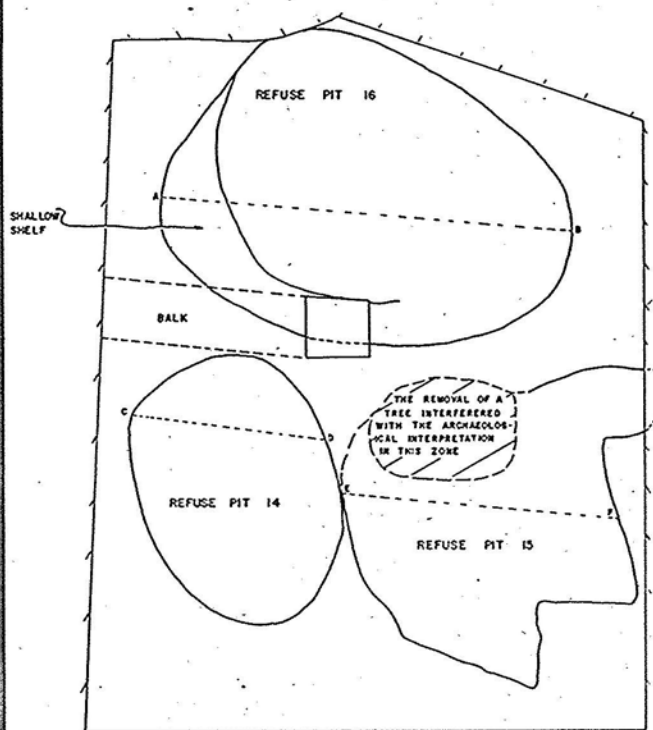 REFUSE PIT 16
A
B
SHALLOW
SHELF
BALK
THE REMOVAL OF A
TREE INTERFERERED
WITH THE ARCHAEOLOG-
ICAL INTERPRETATION
IN THIS ZONE
C
D
E
F
REFUSE PIT 14
REFUSE PIT 15